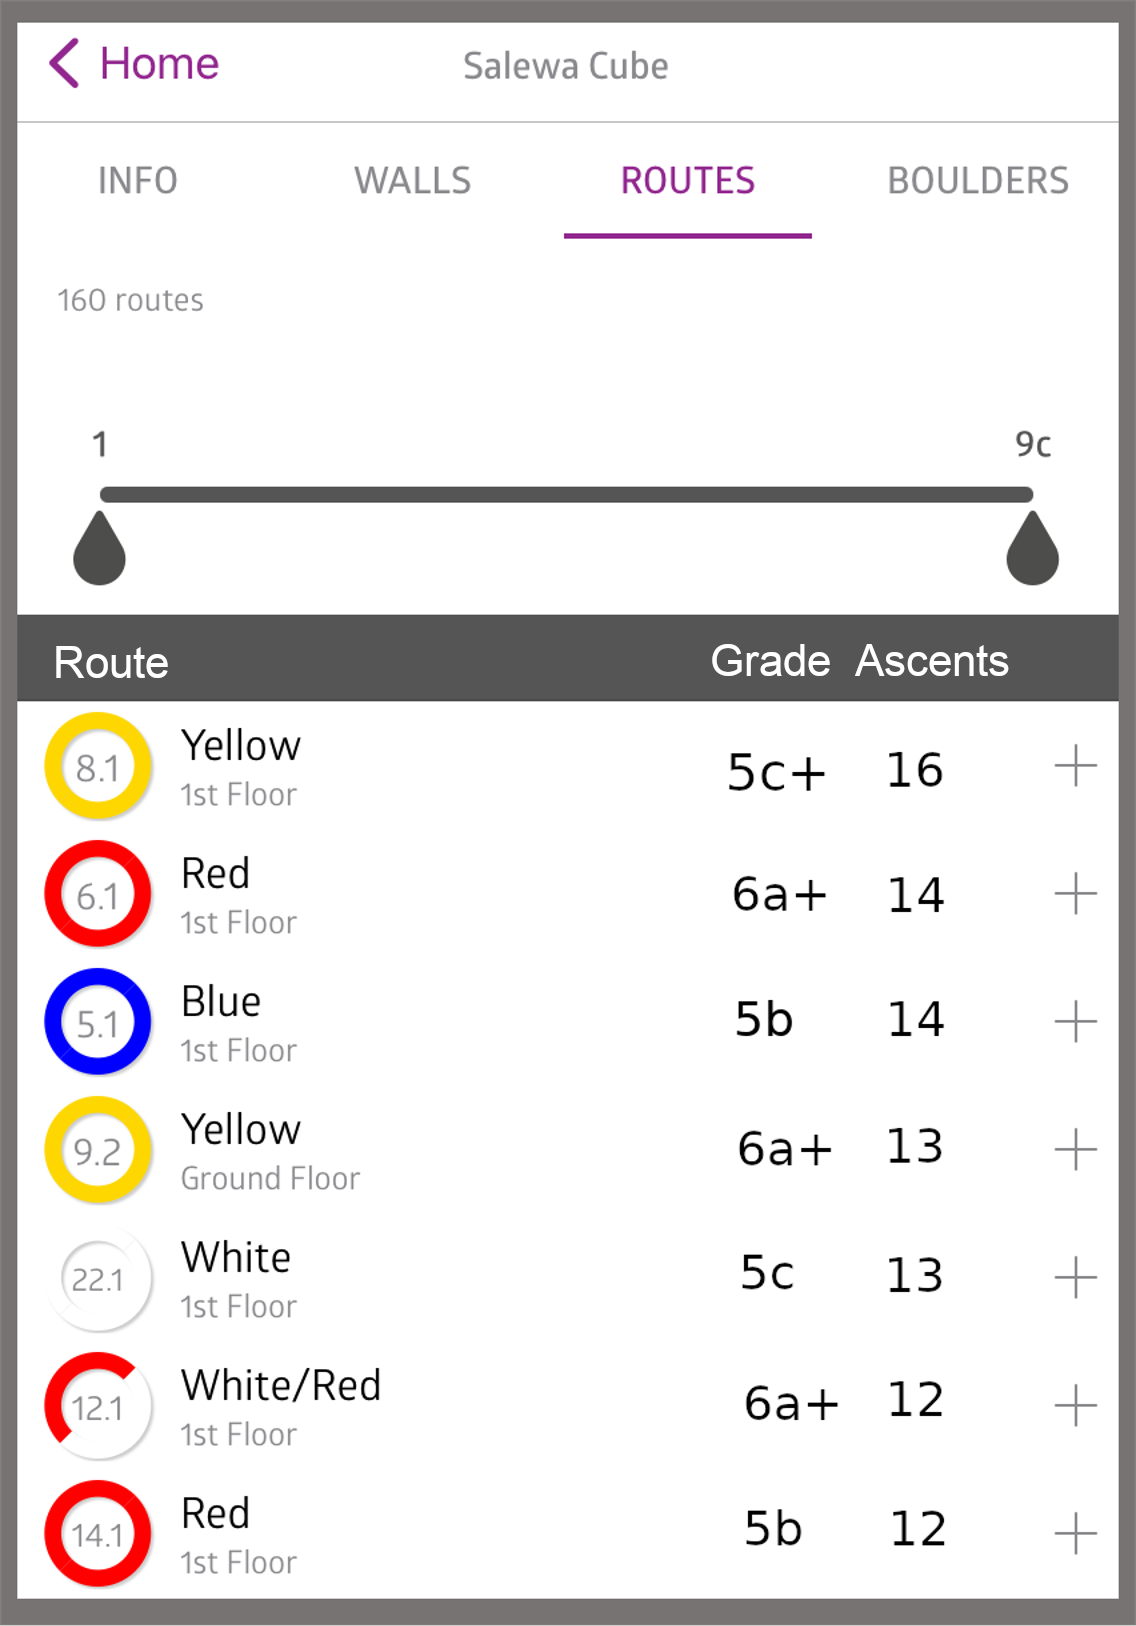 Home Salewa Cube
INFO WALLS ROUTES BOULDERS
160 routes
1 9c
Route Grade Ascents
8.1 Yellow 5c+ 16
1st Floor
6.1 Red 6a+ 14
1st Floor
5.1 Blue 5b 14
1st Floor
9.2 Yellow 6a+ 13
Ground Floor
22.1 White 5c 13
1st Floor
12.1 White/Red 6a+ 12
1st Floor
14.1 Red 5b 12
1st Floor